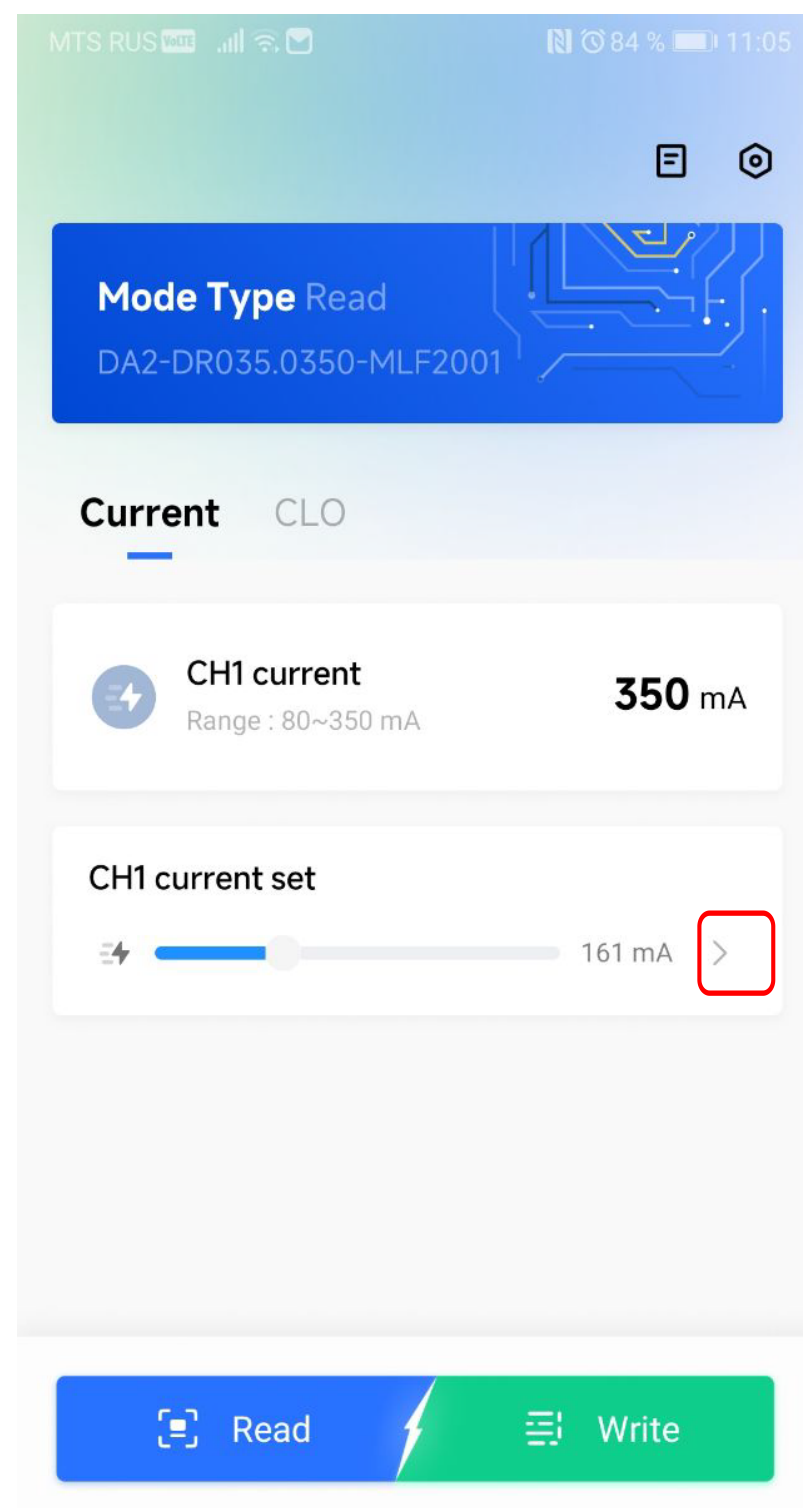 MTS RUS VoLTE 84 % 11:05
Mode Type Read
DA2-DR035.0350-MLF2001
Current CLO
CH1 current
Range : 80~350 mA
350 mA
CH1 current set
161 mA
Read Write